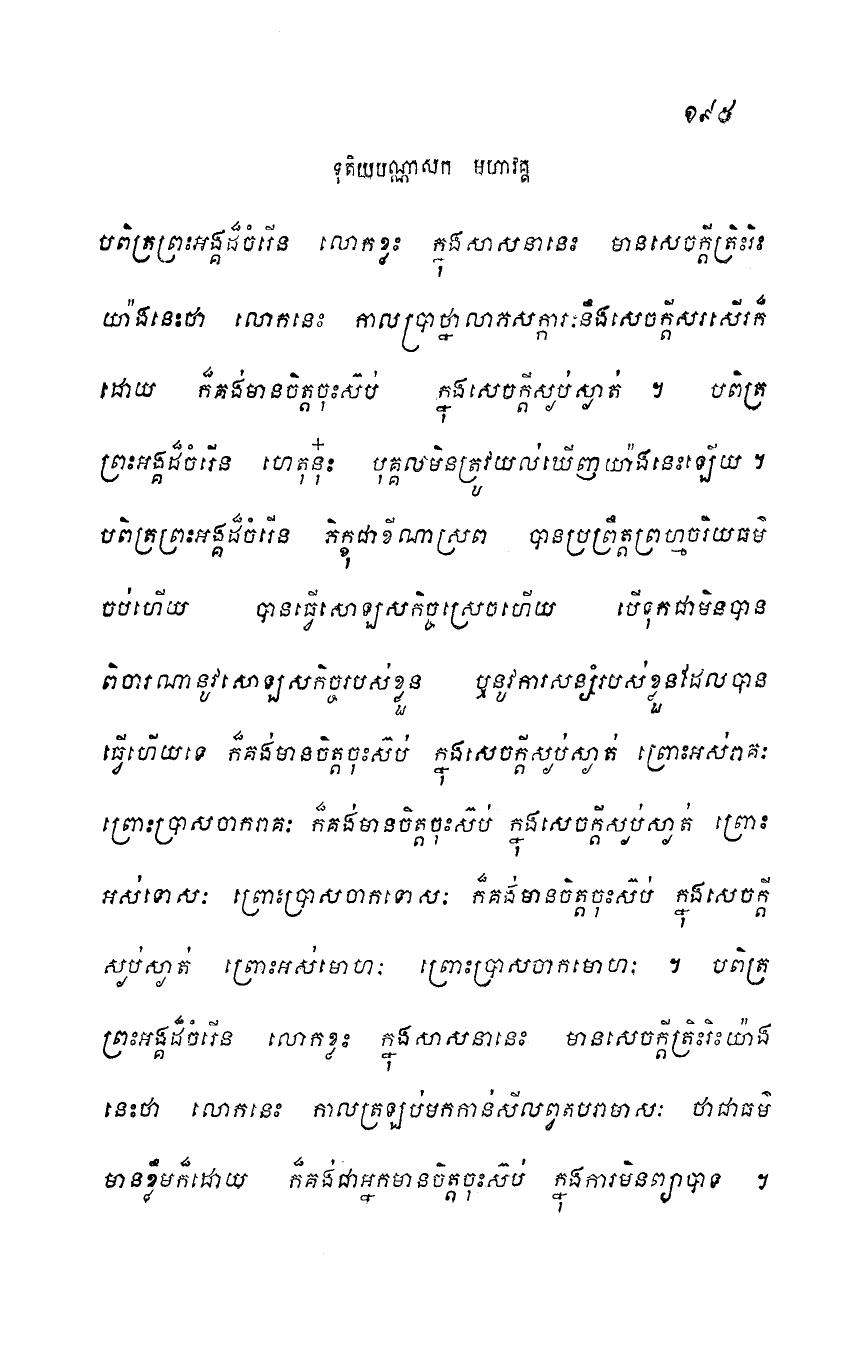 ១៩៥
ទុតិយបណ្ណាសក មហាវគ្គ
បពិត្រព្រះអង្គដ៏ចំរើន លោកខ្លះ ក្នុងសាសនានេះ មានសេចក្តីត្រិះរិះ
យ៉ាងនេះថា លោកនេះ កាលប្រាថ្នាលាភសក្ការៈនឹងសេចក្តីសរសើរក៏
ដោយ ក៏គង់មានចិត្តចុះស៊ប់ ក្នុងសេចក្តីស្ងប់ស្ងាត់ ។ បពិត្រ
ព្រះអង្គដ៏ចំរើន ហេតុនុ៎ះ បុគ្គលមិនត្រូវយល់ឃើញយ៉ាងនេះឡើយ ។
បពិត្រព្រះអង្គដ៏ចំរើន ភិក្ខុជាខីណាស្រព បានប្រព្រឹត្តព្រហ្មចរិយធម៌
ចប់ហើយ បានធ្វើសោឡសកិច្ចស្រេចហើយ បើទុកជាមិនបាន
ពិចារណានូវសោឡសកិច្ចរបស់ខ្លួន ឬនូវការសន្សំរបស់ខ្លួនដែលបាន
ធ្វើហើយទេ ក៏គង់មានចិត្តចុះស៊ប់ ក្នុងសេចក្តីស្ងប់ស្ងាត់ ព្រោះអស់រាគៈ
ព្រោះប្រាសចាករាគៈ ក៏គង់មានចិត្តចុះស៊ប់ ក្នុងសេចក្តីស្ងប់ស្ងាត់ ព្រោះ
អស់ទោសៈ ព្រោះប្រាសចាកទោសៈ ក៏គង់មានចិត្តចុះស៊ប់ ក្នុងសេចក្តី
ស្ងប់ស្ងាត់ ព្រោះអស់មោហៈ ព្រោះប្រាសចាកមោហៈ ។ បពិត្រ
ព្រះអង្គដ៏ចំរើន លោកខ្លះ ក្នុងសាសនានេះ មានសេចក្តីត្រិះរិះយ៉ាង
នេះថា លោកនេះ កាលត្រឡប់មកកាន់សីលព្វតបរាមាសៈ ថាជាធម៌
មានខ្លឹមក៏ដោយ ក៏គង់ជាអ្នកមានចិត្តចុះស៊ប់ ក្នុងការមិនព្យាបាទ ។